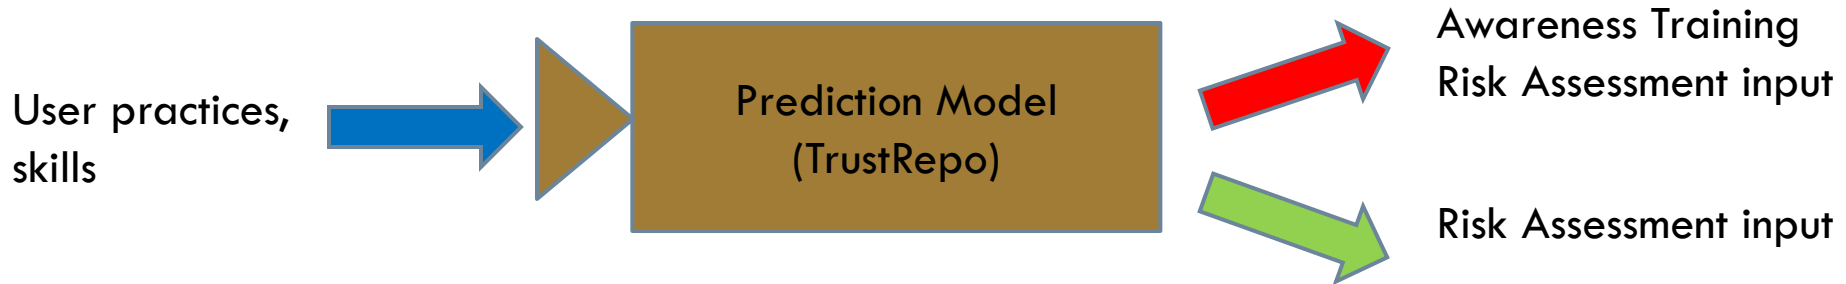 User practices,
skills
Prediction Model
(TrustRepo)
Awareness Training
Risk Assessment input
Risk Assessment input